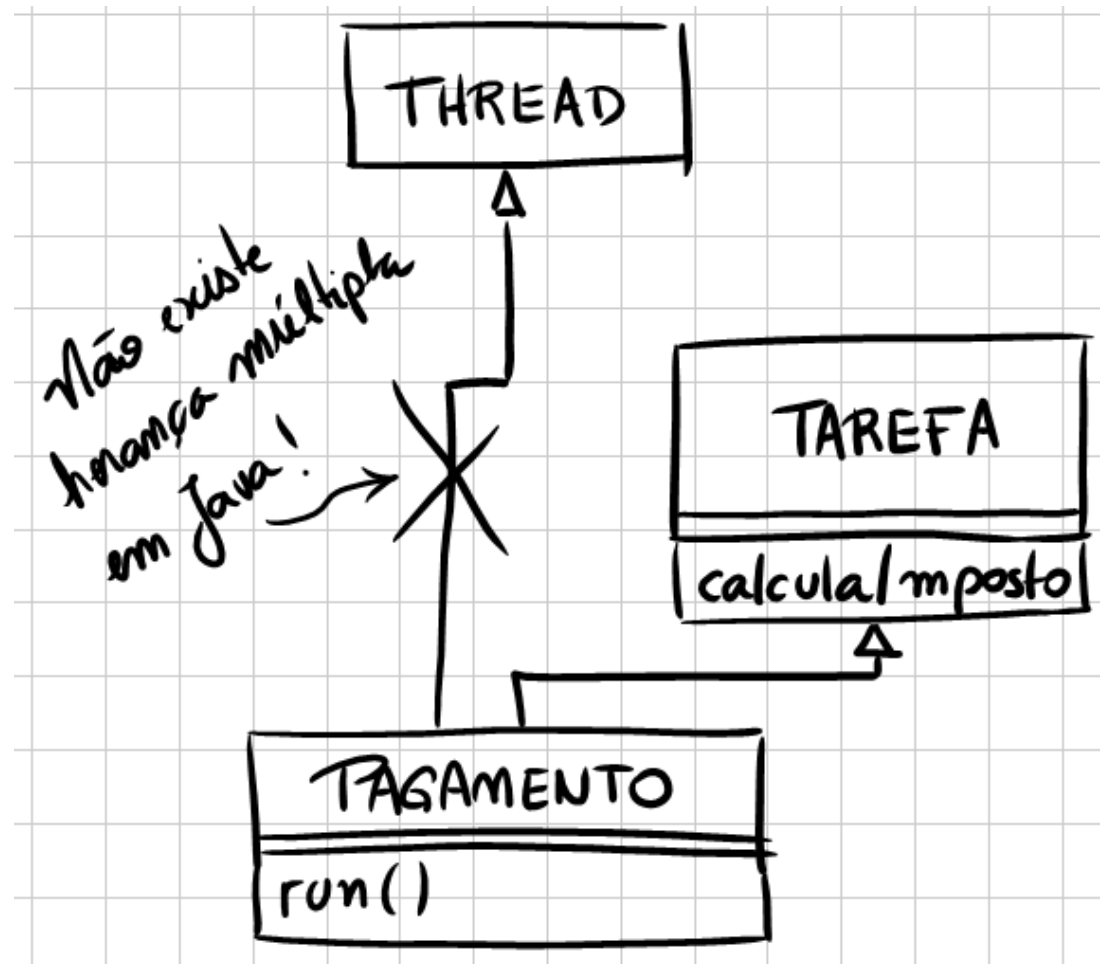 THREAD
Não existe
herança múltipla
em Java!
TAREFA
calculaImposto
PAGAMENTO
run()